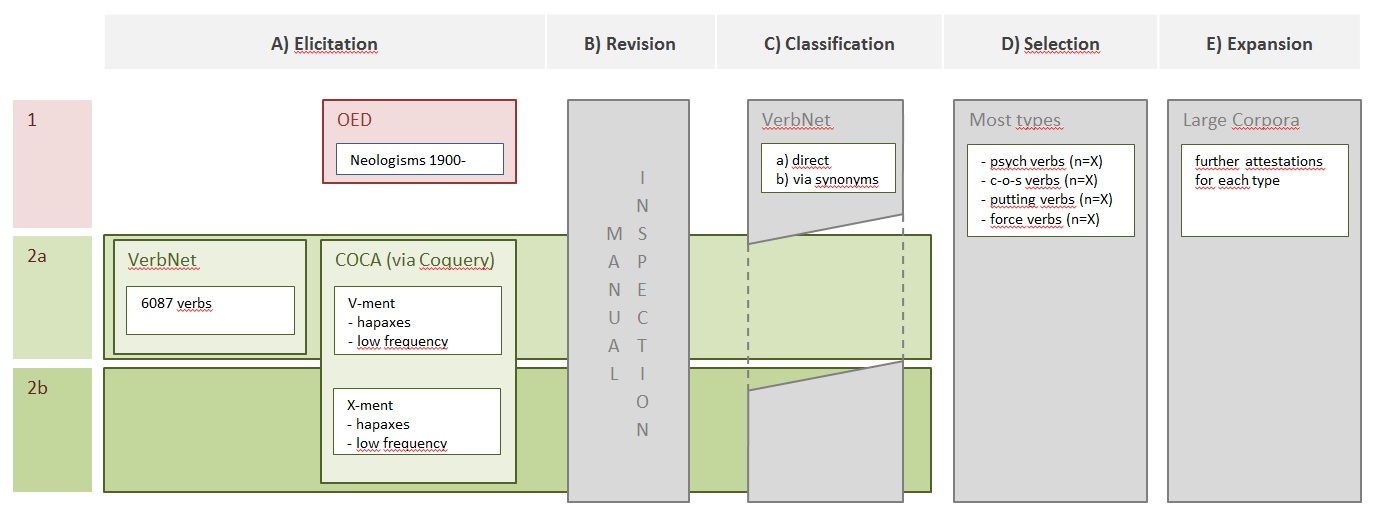 A) Elicitation
B) Revision
C) Classification
D) Selection
E) Expansion
1
OED
Neologisms 1900-
2a
VerbNet
6087 verbs
COCA (via Coquery)
V-ment
- hapaxes
- low frequency
2b
X-ment
- hapaxes
- low frequency
MANUAL
INSPECTION
VerbNet
a) direct
b) via synonyms
Most types
- psych verbs (n=X)
- c-o-s verbs (n=X)
- putting verbs (n=X)
- force verbs (n=X)
Large Corpora
further attestations
for each type